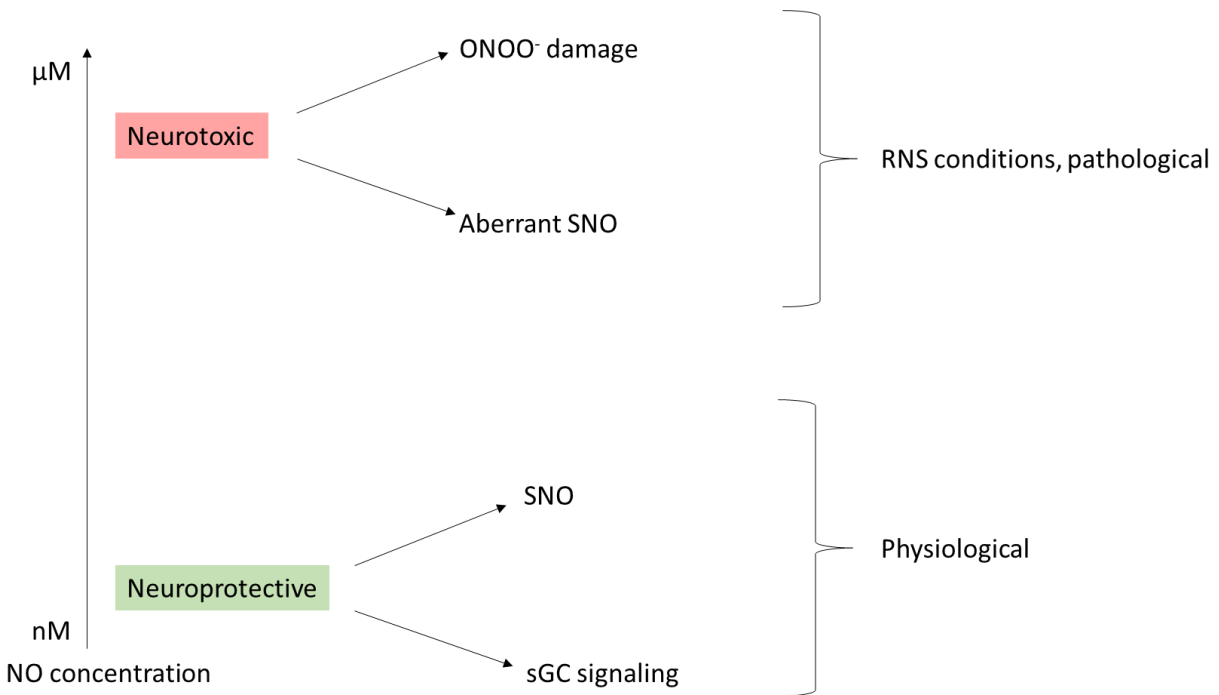 ONOO⁻ damage
μM
Neurotoxic
RNS conditions, pathological
Aberrant SNO
SNO
Physiological
Neuroprotective
nM
NO concentration
sGC signaling